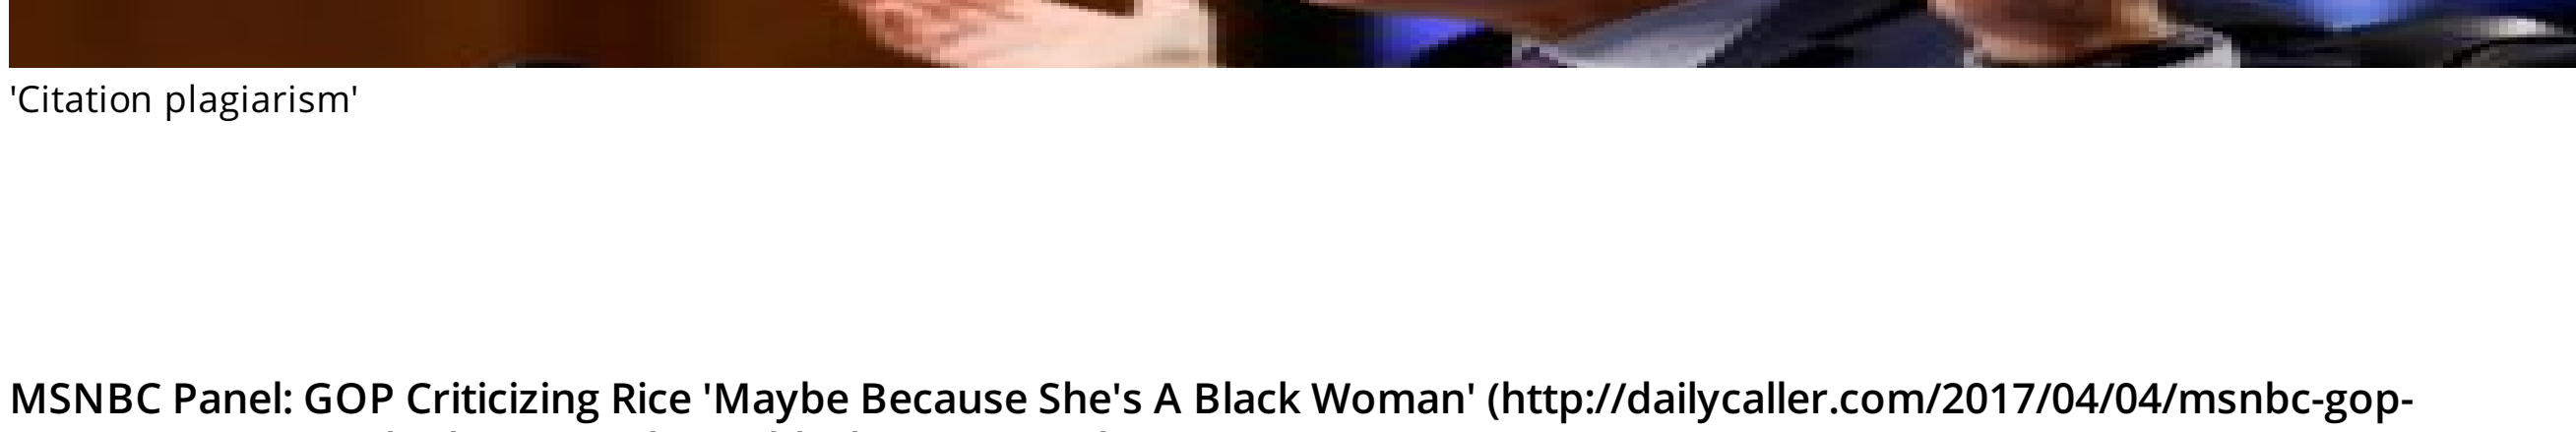 'Citation plagiarism'
MSNBC Panel: GOP Criticizing Rice 'Maybe Because She's A Black Woman' (http://dailycaller.com/2017/04/04/msnbc-gop-